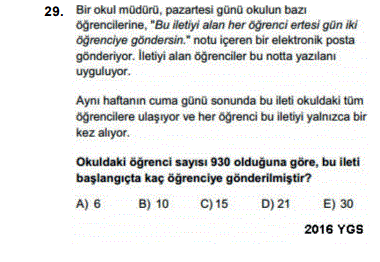 29. Bir okul müdürü, pazartesi günü okulun bazı
öğrencilerine, "Bu iletiyi alan her öğrenci ertesi gün iki
öğrenciye göndersin." notu içeren bir elektronik posta
gönderiyor. İletiyi alan öğrenciler bu notta yazılanı
uyguluyor.
Aynı haftanın cuma günü sonunda bu ileti okuldaki tüm
öğrencilere ulaşıyor ve her öğrenci bu iletiyi yalnızca bir
kez alıyor.
Okuldaki öğrenci sayısı 930 olduğuna göre, bu ileti
başlangıçta kaç öğrenciye gönderilmiştir?
A) 6 B) 10 C) 15 D) 21 E) 30
2016 YGS